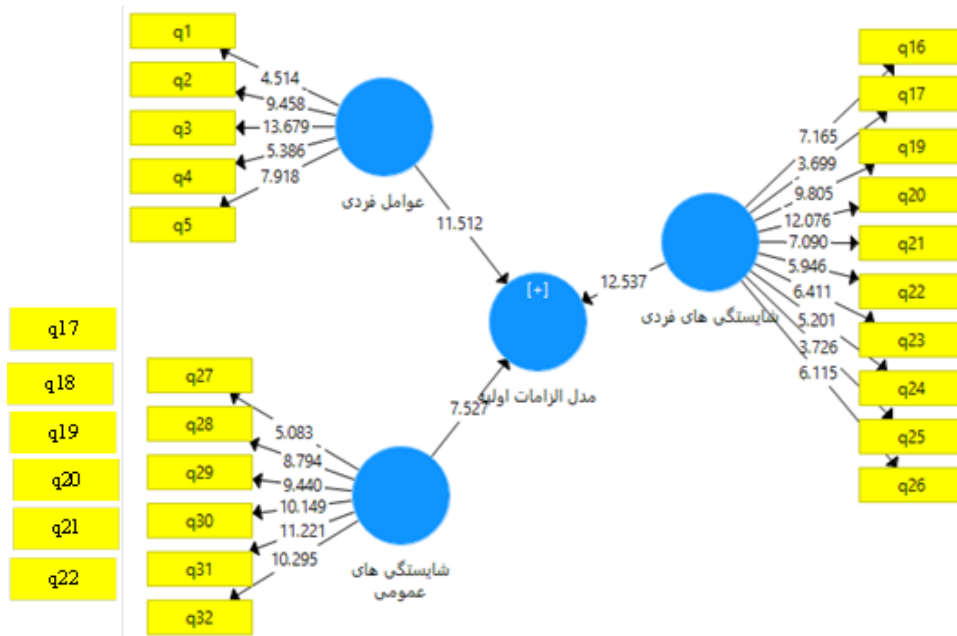 q1
q2
q3
q4
q5
4.514
9.458
13.679
5.386
7.918
عوامل فردی
11.512
q16
q17
q19
q20
q21
q22
q23
q24
q25
q26
7.165
3.699
9.805
12.076
7.090
5.946
6.411
5.201
3.726
6.115
شایستگی های فردی
12.537
[+]
مدل الزامات اولیه
7.527
q17
q18
q19
q20
q21
q22
q27
q28
q29
q30
q31
q32
5.083
8.794
9.440
10.149
11.221
10.295
شایستگی های
عمومی